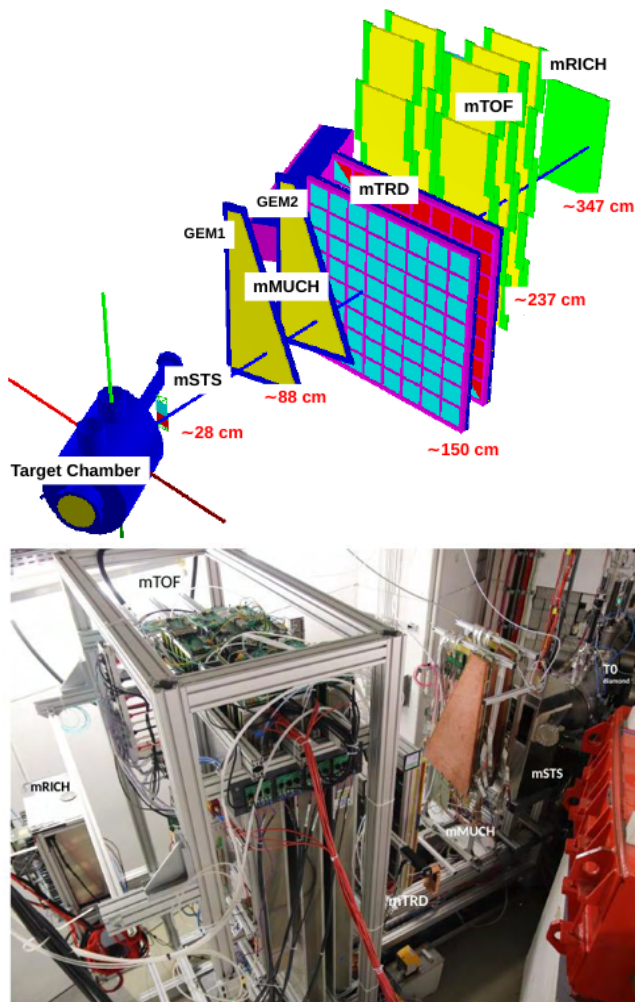 mRICH
mTOF
mTRD
GEM2
~347 cm
GEM1
mMUCH
~237 cm
mSTS
~88 cm
~28 cm
~150 cm
Target Chamber
mTOF
T0
diamond
mRICH
mSTS
mMUCH
mTRD